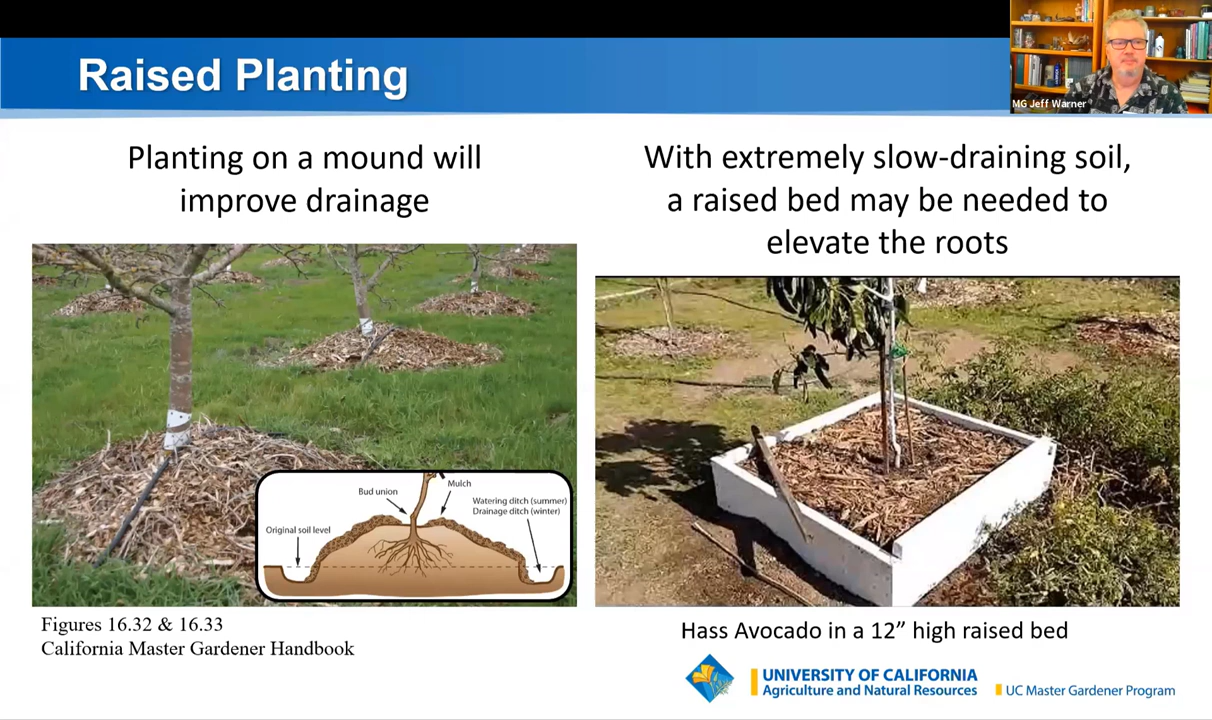 Raised Planting
MG Jeff Warner
Planting on a mound will
improve drainage
With extremely slow-draining soil,
a raised bed may be needed to
elevate the roots
Bud union
Mulch
Watering ditch (summer)
Drainage ditch (winter)
Original soil level
Figures 16.32 & 16.33
California Master Gardener Handbook
Hass Avocado in a 12” high raised bed
UNIVERSITY OF CALIFORNIA
Agriculture and Natural Resources
UC Master Gardener Program